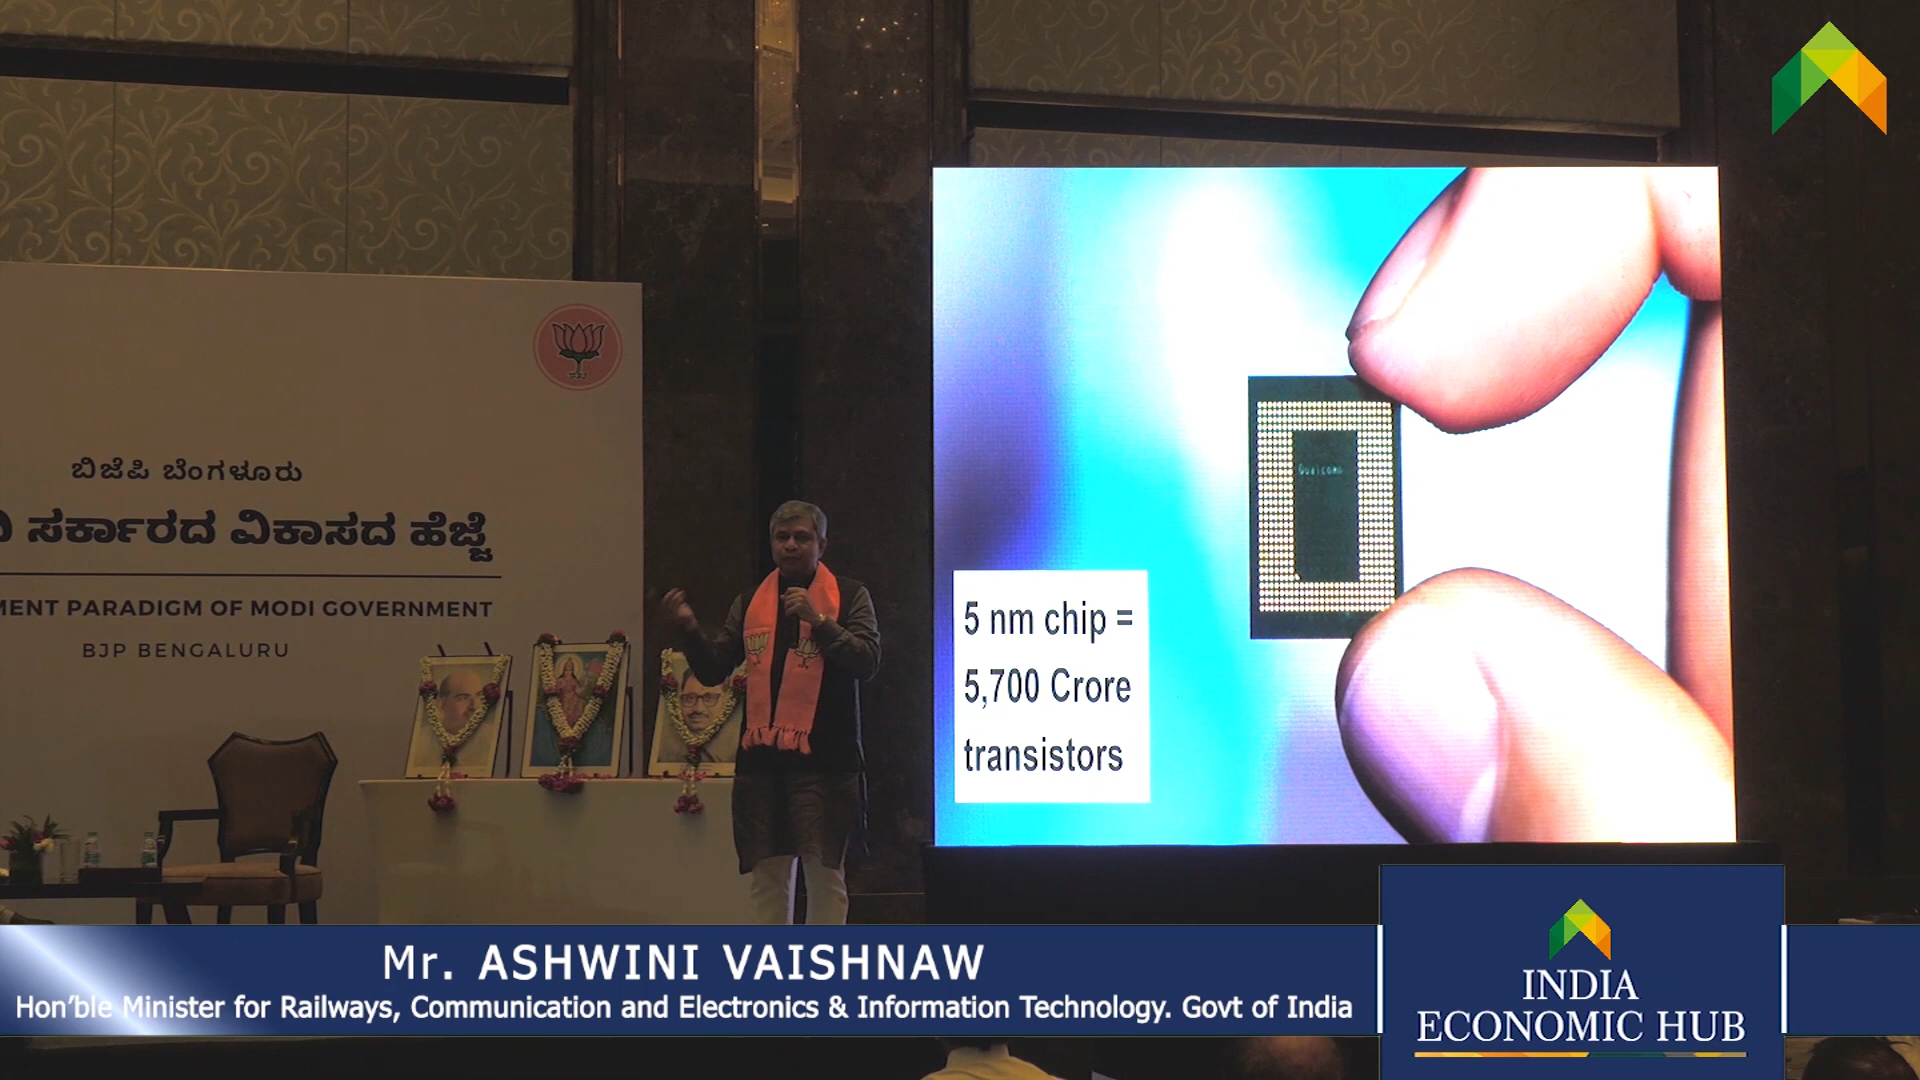 ಬಿಜೆಪಿ ಬೆಂಗಳೂರು
ಸರ್ಕಾರದ ವಿಕಾಸದ ಹೆಜ್ಜೆ
MENT PARADIGM OF MODI GOVERNMENT
BJP BENGALURU
Qualcomm
5 nm chip =
5,700 Crore
transistors
Mr. ASHWINI VAISHNAW
Hon'ble Minister for Railways, Communication and Electronics & Information Technology. Govt of India
INDIA
ECONOMIC HUB